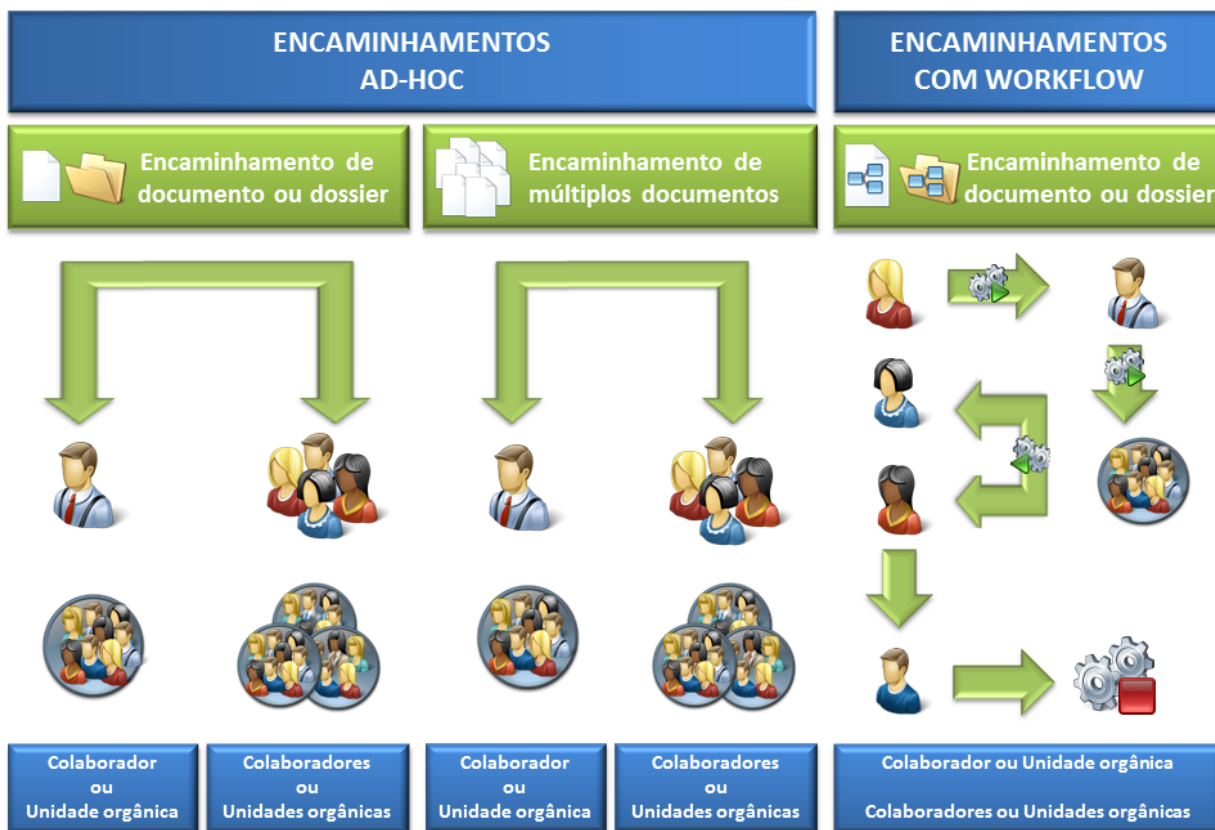 ENCAMINHAMENTOS
AD-HOC
ENCAMINHAMENTOS
COM WORKFLOW
Encaminhamento de
documento ou dossier
Encaminhamento de
múltiplos documentos
Encaminhamento de
documento ou dossier
Colaborador
ou
Unidade orgânica
Colaboradores
ou
Unidades orgânicas
Colaborador
ou
Unidade orgânica
Colaboradores
ou
Unidades orgânicas
Colaborador ou Unidade orgânica
Colaboradores ou Unidades orgânicas